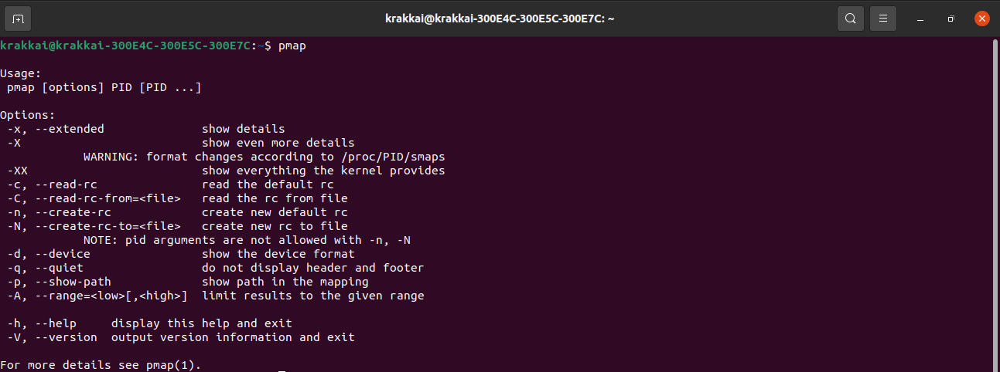 krakkai@krakkai-300E4C-300E5C-300E7C: ~
krakkai@krakkai-300E4C-300E5C-300E7C:~$ pmap

Usage:
 pmap [options] PID [PID ...]

Options:
 -x, --extended              show details
 -X                          show even more details
            WARNING: format changes according to /proc/PID/smaps
 -XX                         show everything the kernel provides
 -c, --read-rc               read the default rc
 -C, --read-rc-from=<file>   read the rc from file
 -n, --create-rc             create new default rc
 -N, --create-rc-to=<file>   create new rc to file
            NOTE: pid arguments are not allowed with -n, -N
 -d, --device                show the device format
 -q, --quiet                 do not display header and footer
 -p, --show-path             show path in the mapping
 -A, --range=<low>[,<high>]  limit results to the given range

 -h, --help     display this help and exit
 -V, --version  output version information and exit

For more details see pmap(1).